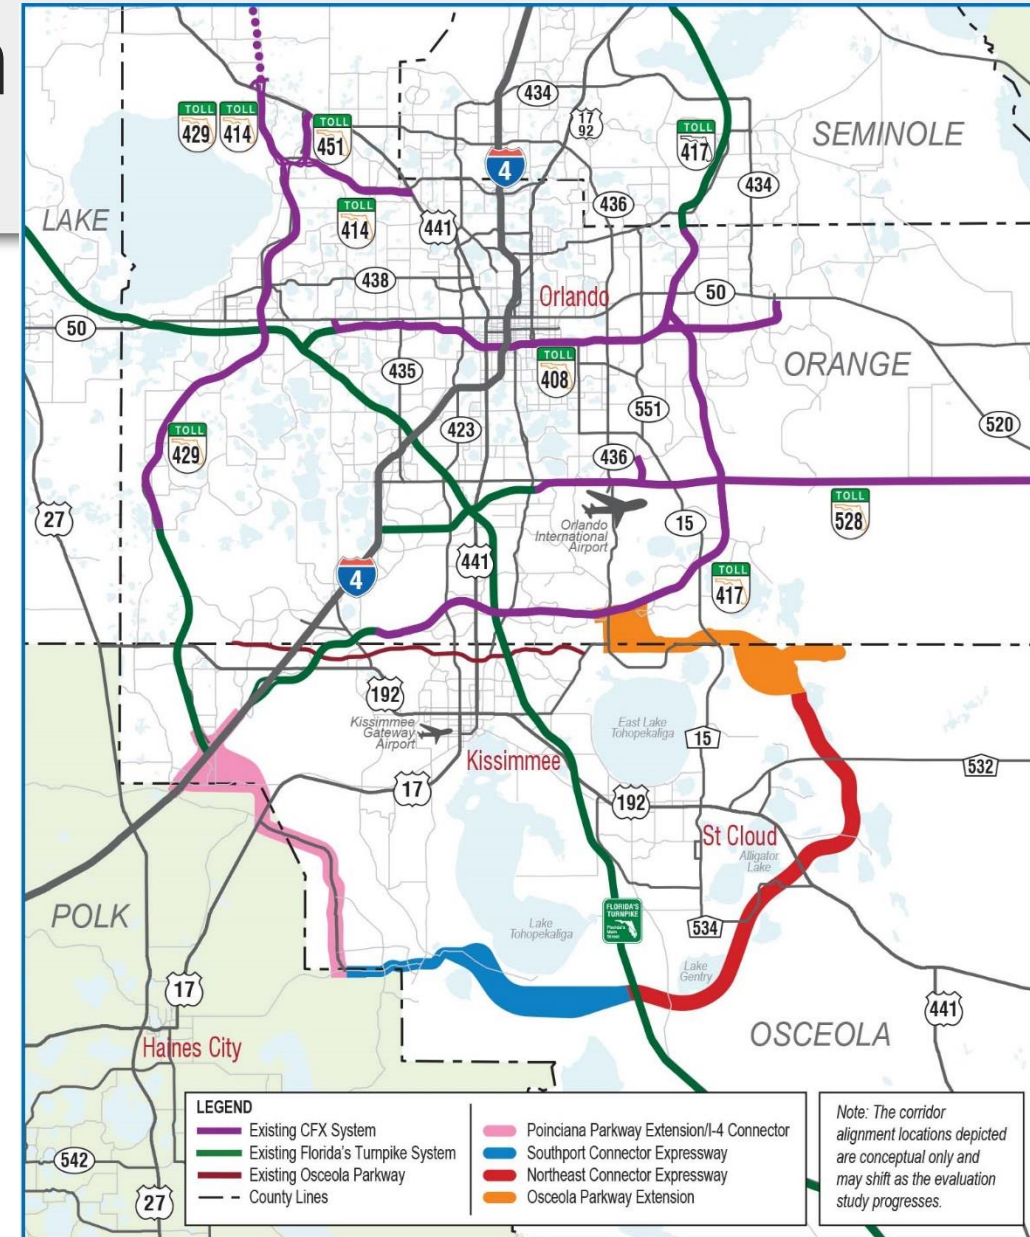 n
434
17
92
TOLL
429
TOLL
414
TOLL
451
TOLL
417
SEMINOLE
4
434
436
LAKE
TOLL
414
441
438
Orlando
50
50
ORANGE
435
TOLL
408
551
423
520
TOLL
429
436
27
TOLL
528
Orlando
International
Airport
15
441
4
TOLL
417
192
Kissimmee
Gateway
Airport
East Lake
Tohopekaliga
15
Kissimmee
532
17
192
St Cloud
Alligator
Lake
POLK
FLORIDA'S
TURNPIKE
Lake
Tohopekaliga
534
Lake
Gentry
17
441
OSCEOLA
Haines City
LEGEND
Existing CFX System
Existing Florida's Turnpike System
Existing Osceola Parkway
County Lines
Poinciana Parkway Extension/I-4 Connector
Southport Connector Expressway
Northeast Connector Expressway
Osceola Parkway Extension
Note: The corridor
alignment locations depicted
are conceptual only and
may shift as the evaluation
study progresses.
542
27